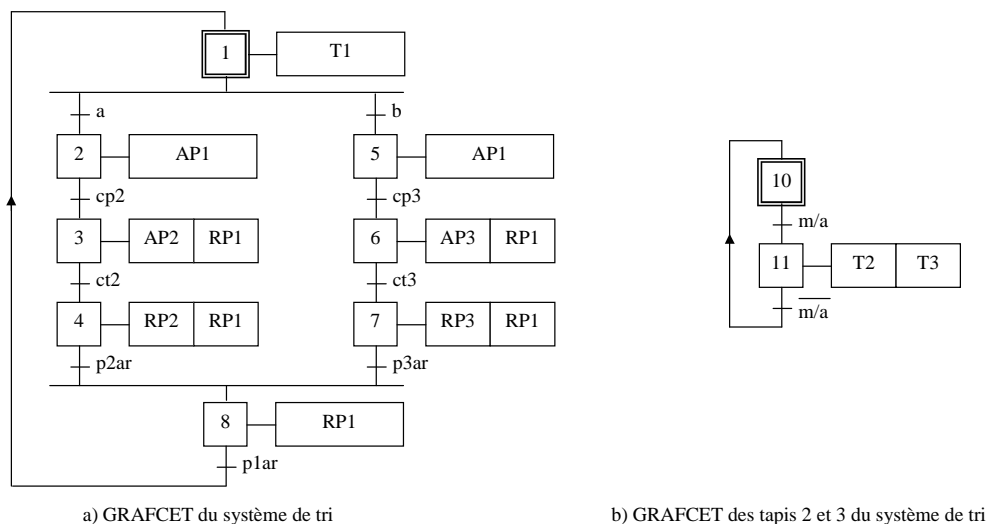 1 T1
a b
2 AP1 5 AP1
10
cp2 cp3
m/a
3 AP2 RP1 6 AP3 RP1
11 T2 T3
ct2 ct3
m/a
4 RP2 RP1 7 RP3 RP1
p2ar p3ar
8 RP1
p1ar
a) GRAFCET du système de tri
b) GRAFCET des tapis 2 et 3 du système de tri